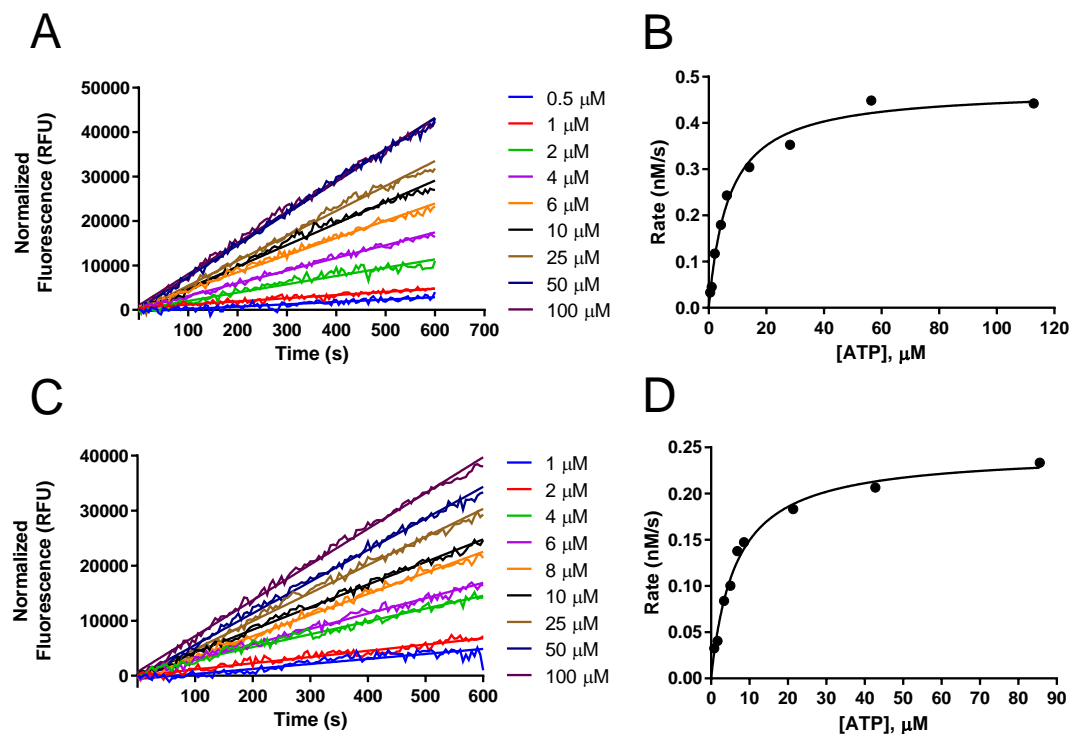 A
Normalized
Fluorescence (RFU)
50000
40000
30000
20000
10000
0
100 200 300 400 500 600 700
Time (s)
0.5 μM
1 μM
2 μM
4 μM
6 μM
10 μM
25 μM
50 μM
100 μM
B
Rate (nM/s)
0.5
0.4
0.3
0.2
0.1
0.0
0 20 40 60 80 100 120
[ATP], μM
C
Normalized
Fluorescence (RFU)
40000
30000
20000
10000
0
100 200 300 400 500 600
Time (s)
1 μM
2 μM
4 μM
6 μM
8 μM
10 μM
25 μM
50 μM
100 μM
D
Rate (nM/s)
0.25
0.20
0.15
0.10
0.05
0.00
0 10 20 30 40 50 60 70 80 90
[ATP], μM